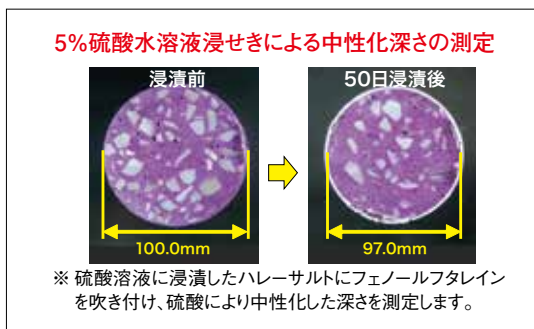 5%硫酸水溶液浸せきによる中性化深さの測定
浸漬前
50日浸漬後
100.0mm
97.0mm
※ 硫酸溶液に浸漬したハレーサルトにフェノールフタレイン
を吹き付け、硫酸により中性化した深さを測定します。